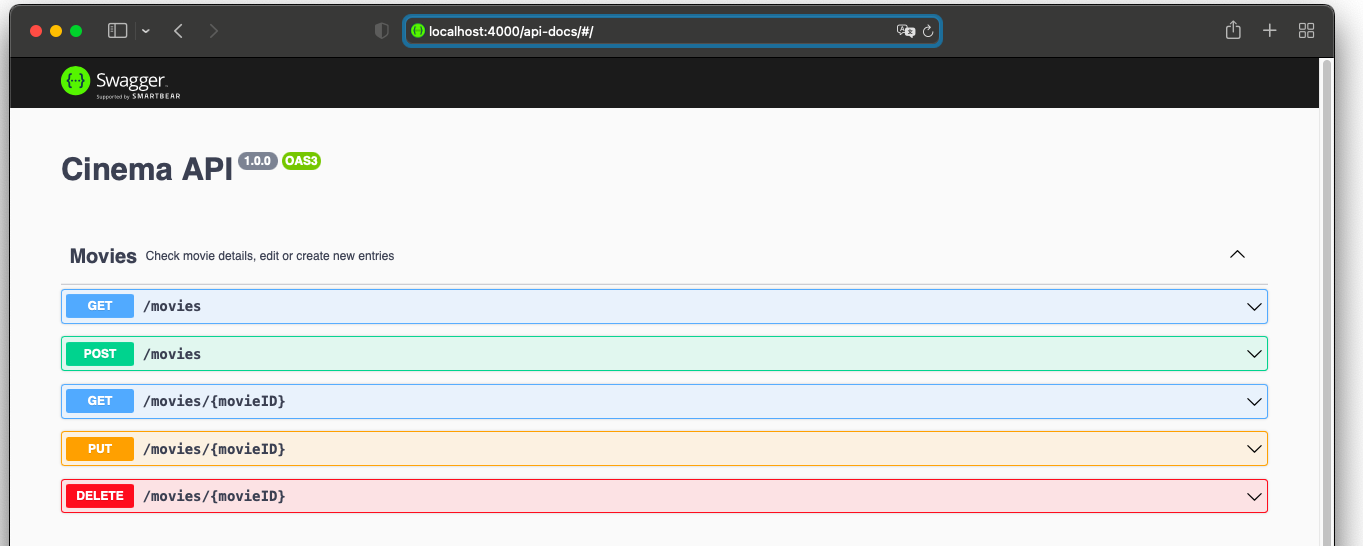 localhost:4000/api-docs/#/
Swagger
Supported by SMARTBEAR
Cinema API 1.0.0 OAS3
Movies Check movie details, edit or create new entries
GET /movies
POST /movies
GET /movies/{movieID}
PUT /movies/{movieID}
DELETE /movies/{movieID}